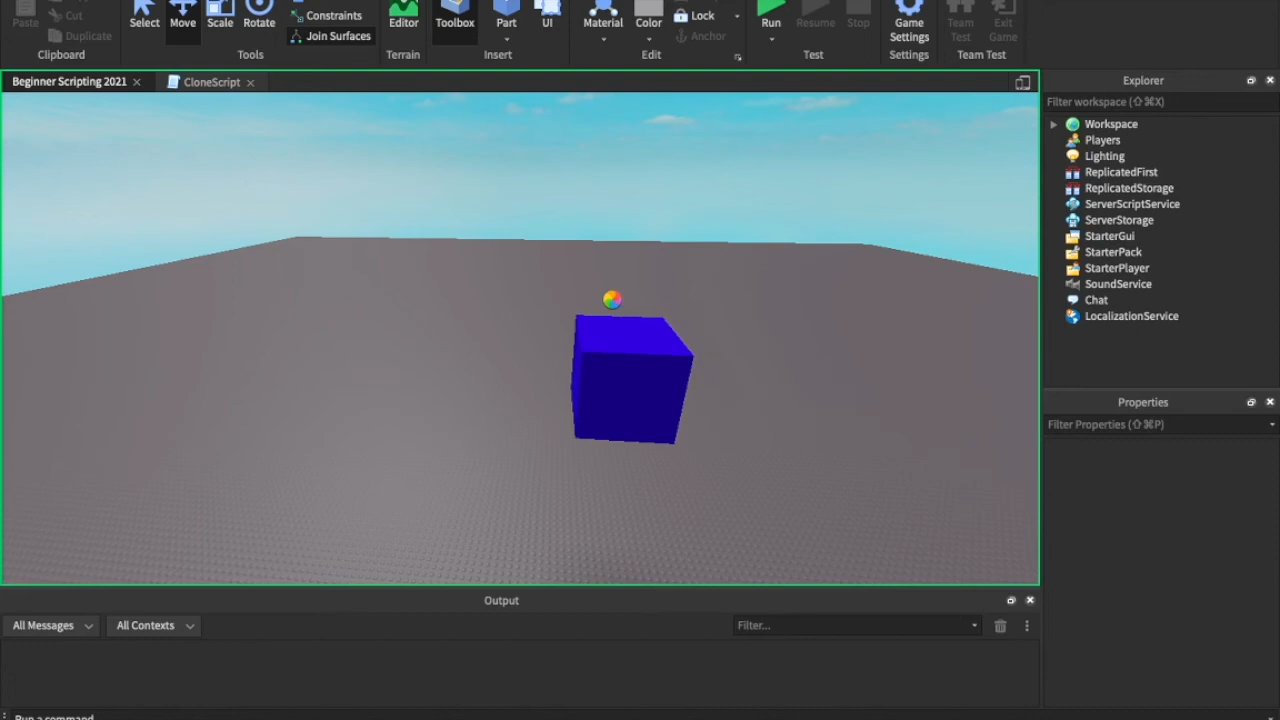 Paste
Cut
Duplicate
Clipboard
Select
Move
Scale
Rotate
Constraints
Join Surfaces
Tools
Editor
Terrain
Toolbox
Part
UI
Insert
Material
Color
Lock
Anchor
Edit
Run
Resume
Stop
Test
Game
Settings
Settings
Team
Test
Exit
Game
Team Test
Beginner Scripting 2021
CloneScript
Explorer
Filter workspace (⇧⌘X)
Workspace
Players
Lighting
ReplicatedFirst
ReplicatedStorage
ServerScriptService
ServerStorage
StarterGui
StarterPack
StarterPlayer
SoundService
Chat
LocalizationService
Properties
Filter Properties (⇧⌘P)
Output
All Messages
All Contexts
Filter...
Run a command